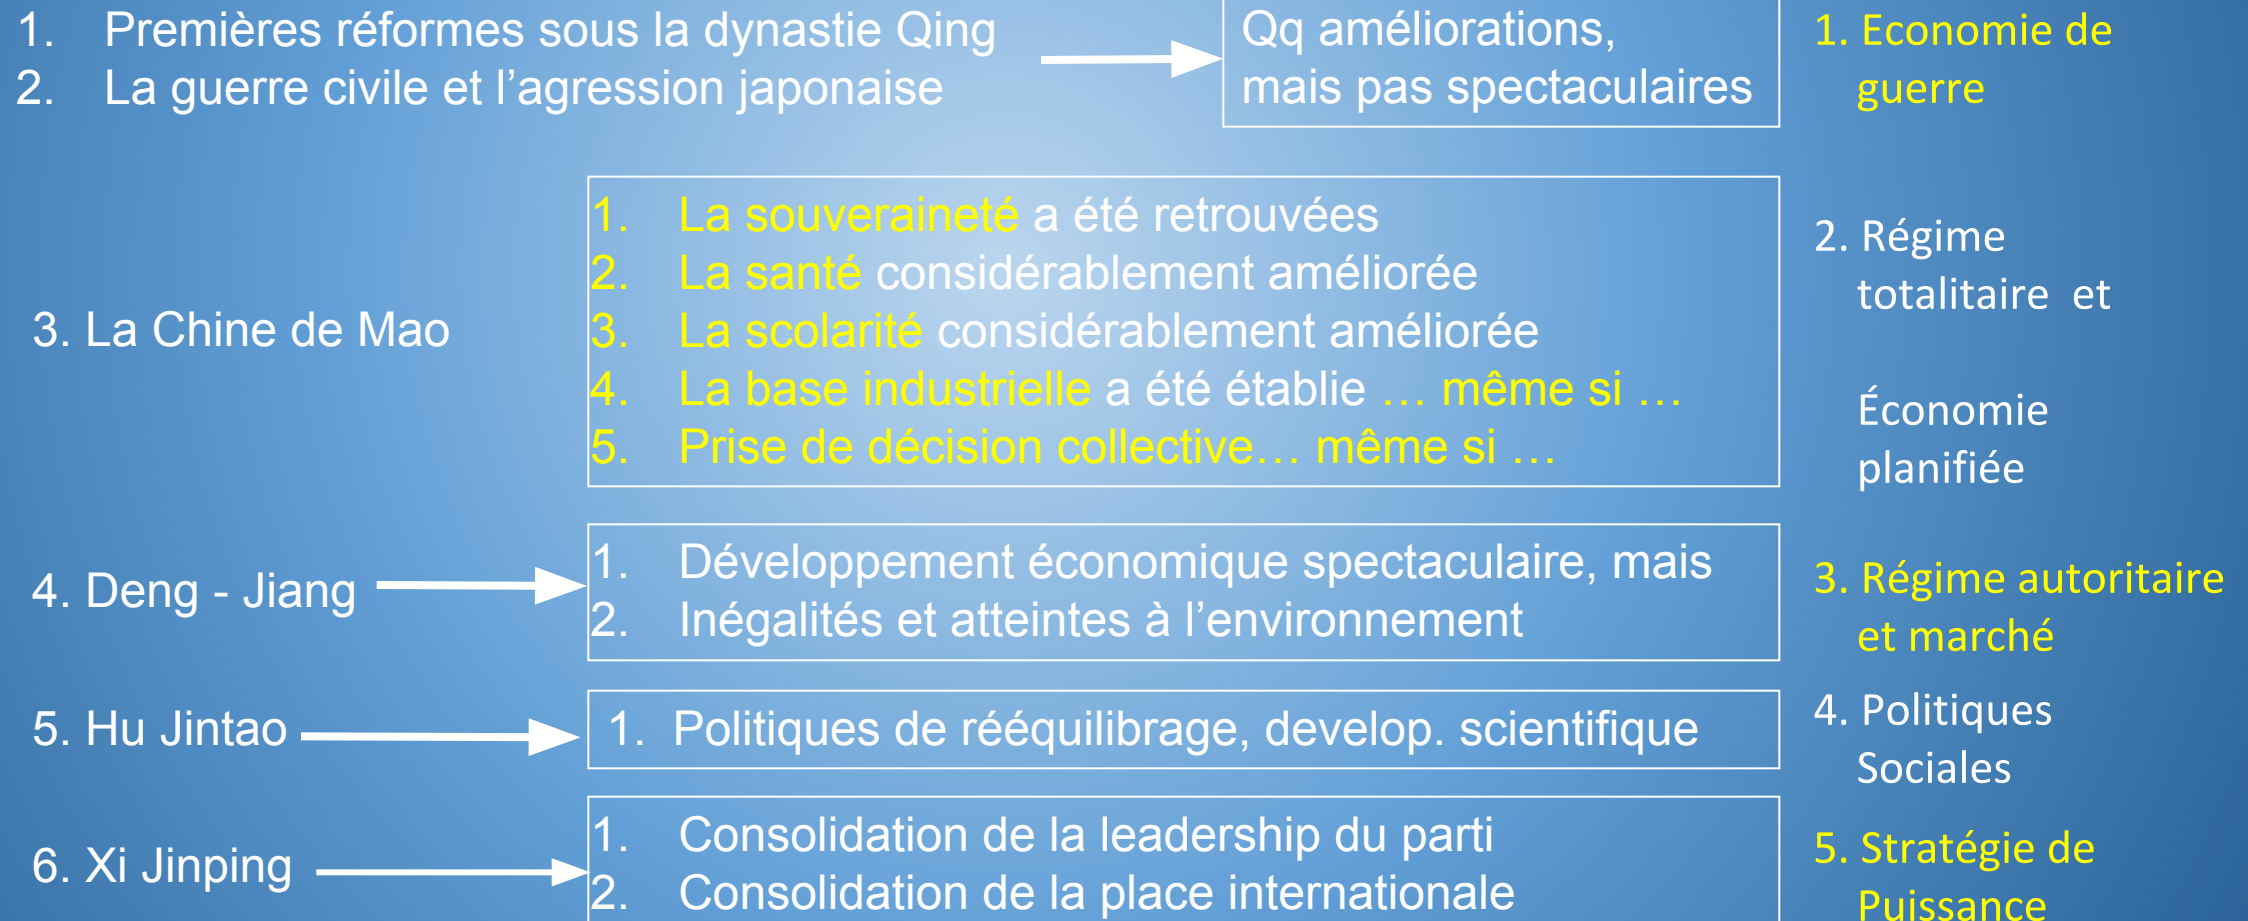 1. Premières réformes sous la dynastie Qing
2. La guerre civile et l’agression japonaise
Qq améliorations,
mais pas spectaculaires
1. Economie de
guerre
3. La Chine de Mao
1. La souveraineté a été retrouvées
2. La santé considérablement améliorée
3. La scolarité considérablement améliorée
4. La base industrielle a été établie … même si …
5. Prise de décision collective… même si …
2. Régime
totalitaire et
Économie
planifiée
4. Deng - Jiang
1. Développement économique spectaculaire, mais
2. Inégalités et atteintes à l’environnement
3. Régime autoritaire
et marché
5. Hu Jintao
1. Politiques de rééquilibrage, develop. scientifique
4. Politiques
Sociales
6. Xi Jinping
1. Consolidation de la leadership du parti
2. Consolidation de la place internationale
5. Stratégie de
Puissance